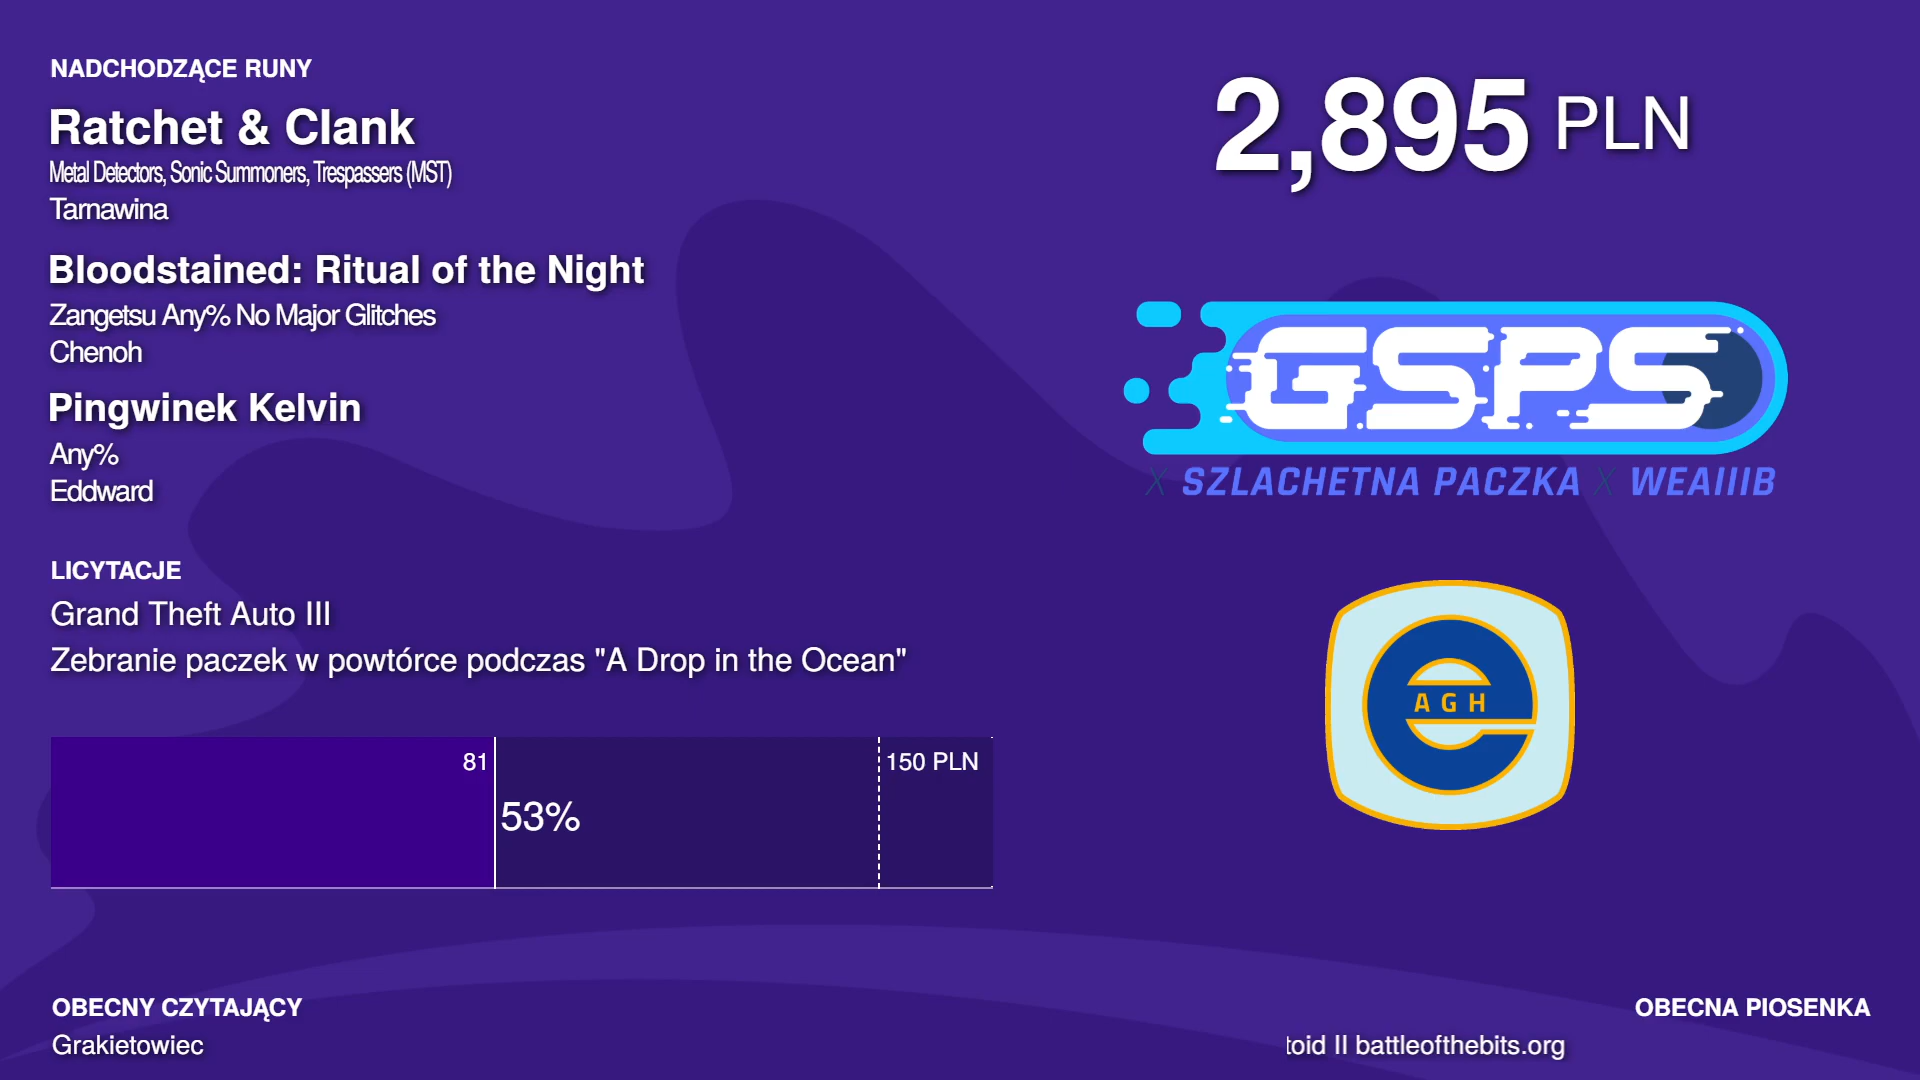 NADCHODZĄCE RUNY
Ratchet & Clank
Metal Detectors, Sonic Summoners, Trespassers (MST)
Tarnawina
Bloodstained: Ritual of the Night
Zangetsu Any% No Major Glitches
Chenoh
Pingwinek Kelvin
Any%
Eddward
LICYTACJE
Grand Theft Auto III
Zebranie paczek w powtórce podczas "A Drop in the Ocean"
81
150 PLN
53%
OBECNY CZYTAJĄCY
Grakietowiec
2,895 PLN
GSPS
X SZLACHETNA PACZKA X WEAIIIB
AGH
OBECNA PIOSENKA
toid II battleofthebits.org